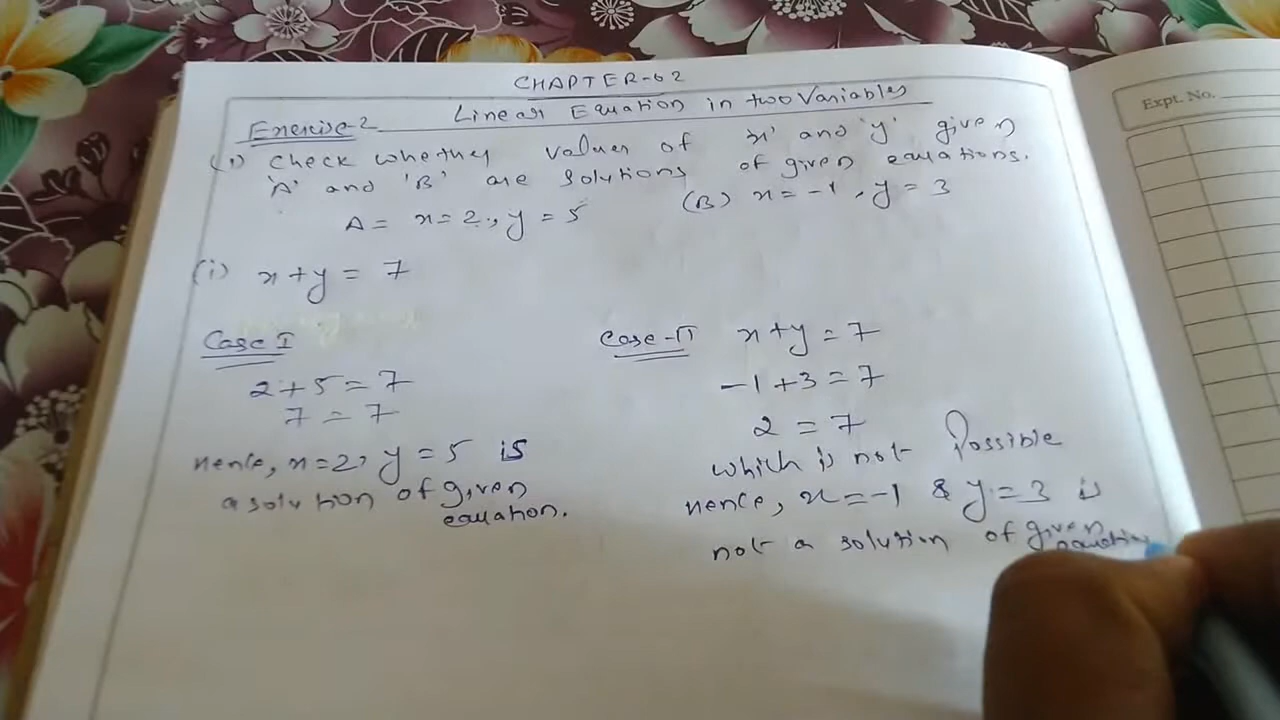 CHAPTER-02
Linear Equation in two Variables
Exercise 2
(1) Check whether values of 'x' and 'y' given
'A' and 'B' are solutions of given equations.
A = x=2, y = 5 (B) x = -1, y = 3
(i) x+y = 7
Case I
2+5=7
7=7
Hence, x=2, y=5 is
a solution of given
equation.
Case-II x+y=7
-1+3=7
2=7
which is not Possible
Hence, x=-1 & y=3 is
not a solution of given
equation
Expt. No.